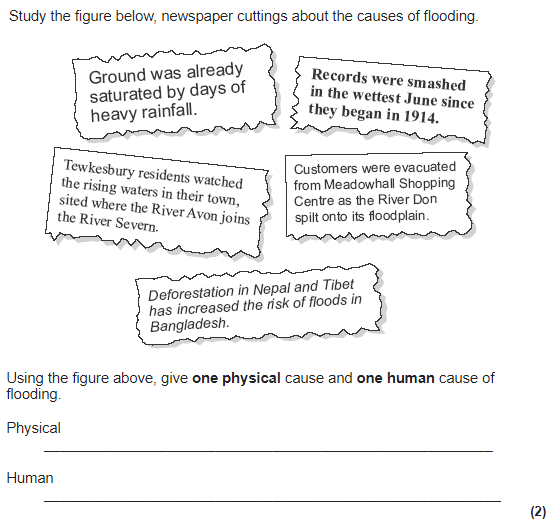 Study the figure below, newspaper cuttings about the causes of flooding.
Ground was already
saturated by days of
heavy rainfall.
Records were smashed
in the wettest June since
they began in 1914.
Tewkesbury residents watched
the rising waters in their town,
sited where the River Avon joins
the River Severn.
Customers were evacuated
from Meadowhall Shopping
Centre as the River Don
spilt onto its floodplain.
Deforestation in Nepal and Tibet
has increased the risk of floods in
Bangladesh.
Using the figure above, give one physical cause and one human cause of
flooding.
Physical
Human
(2)